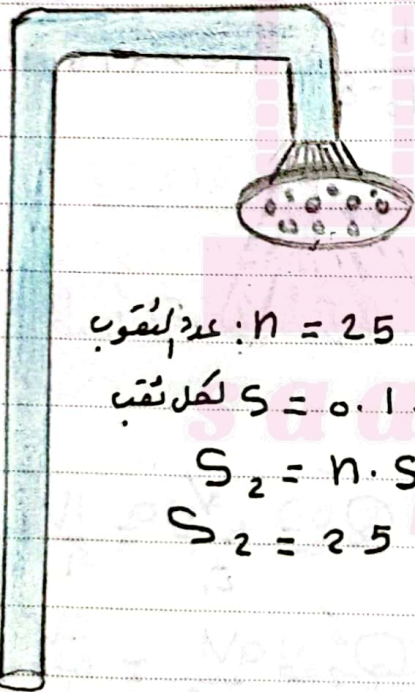 عدد الثقوب: n = 25
لكل ثقب S = 0.1
S₂ = n.S
S₂ = 25